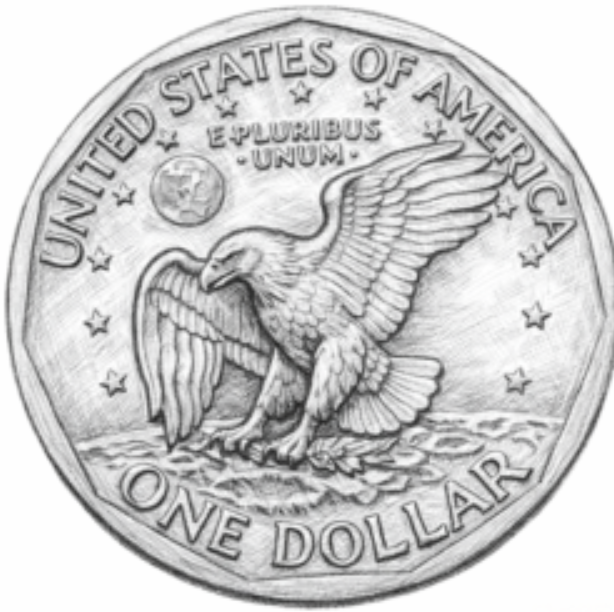 UNITED STATES OF AMERICA
E PLURIBUS
· UNUM ·
ONE DOLLAR